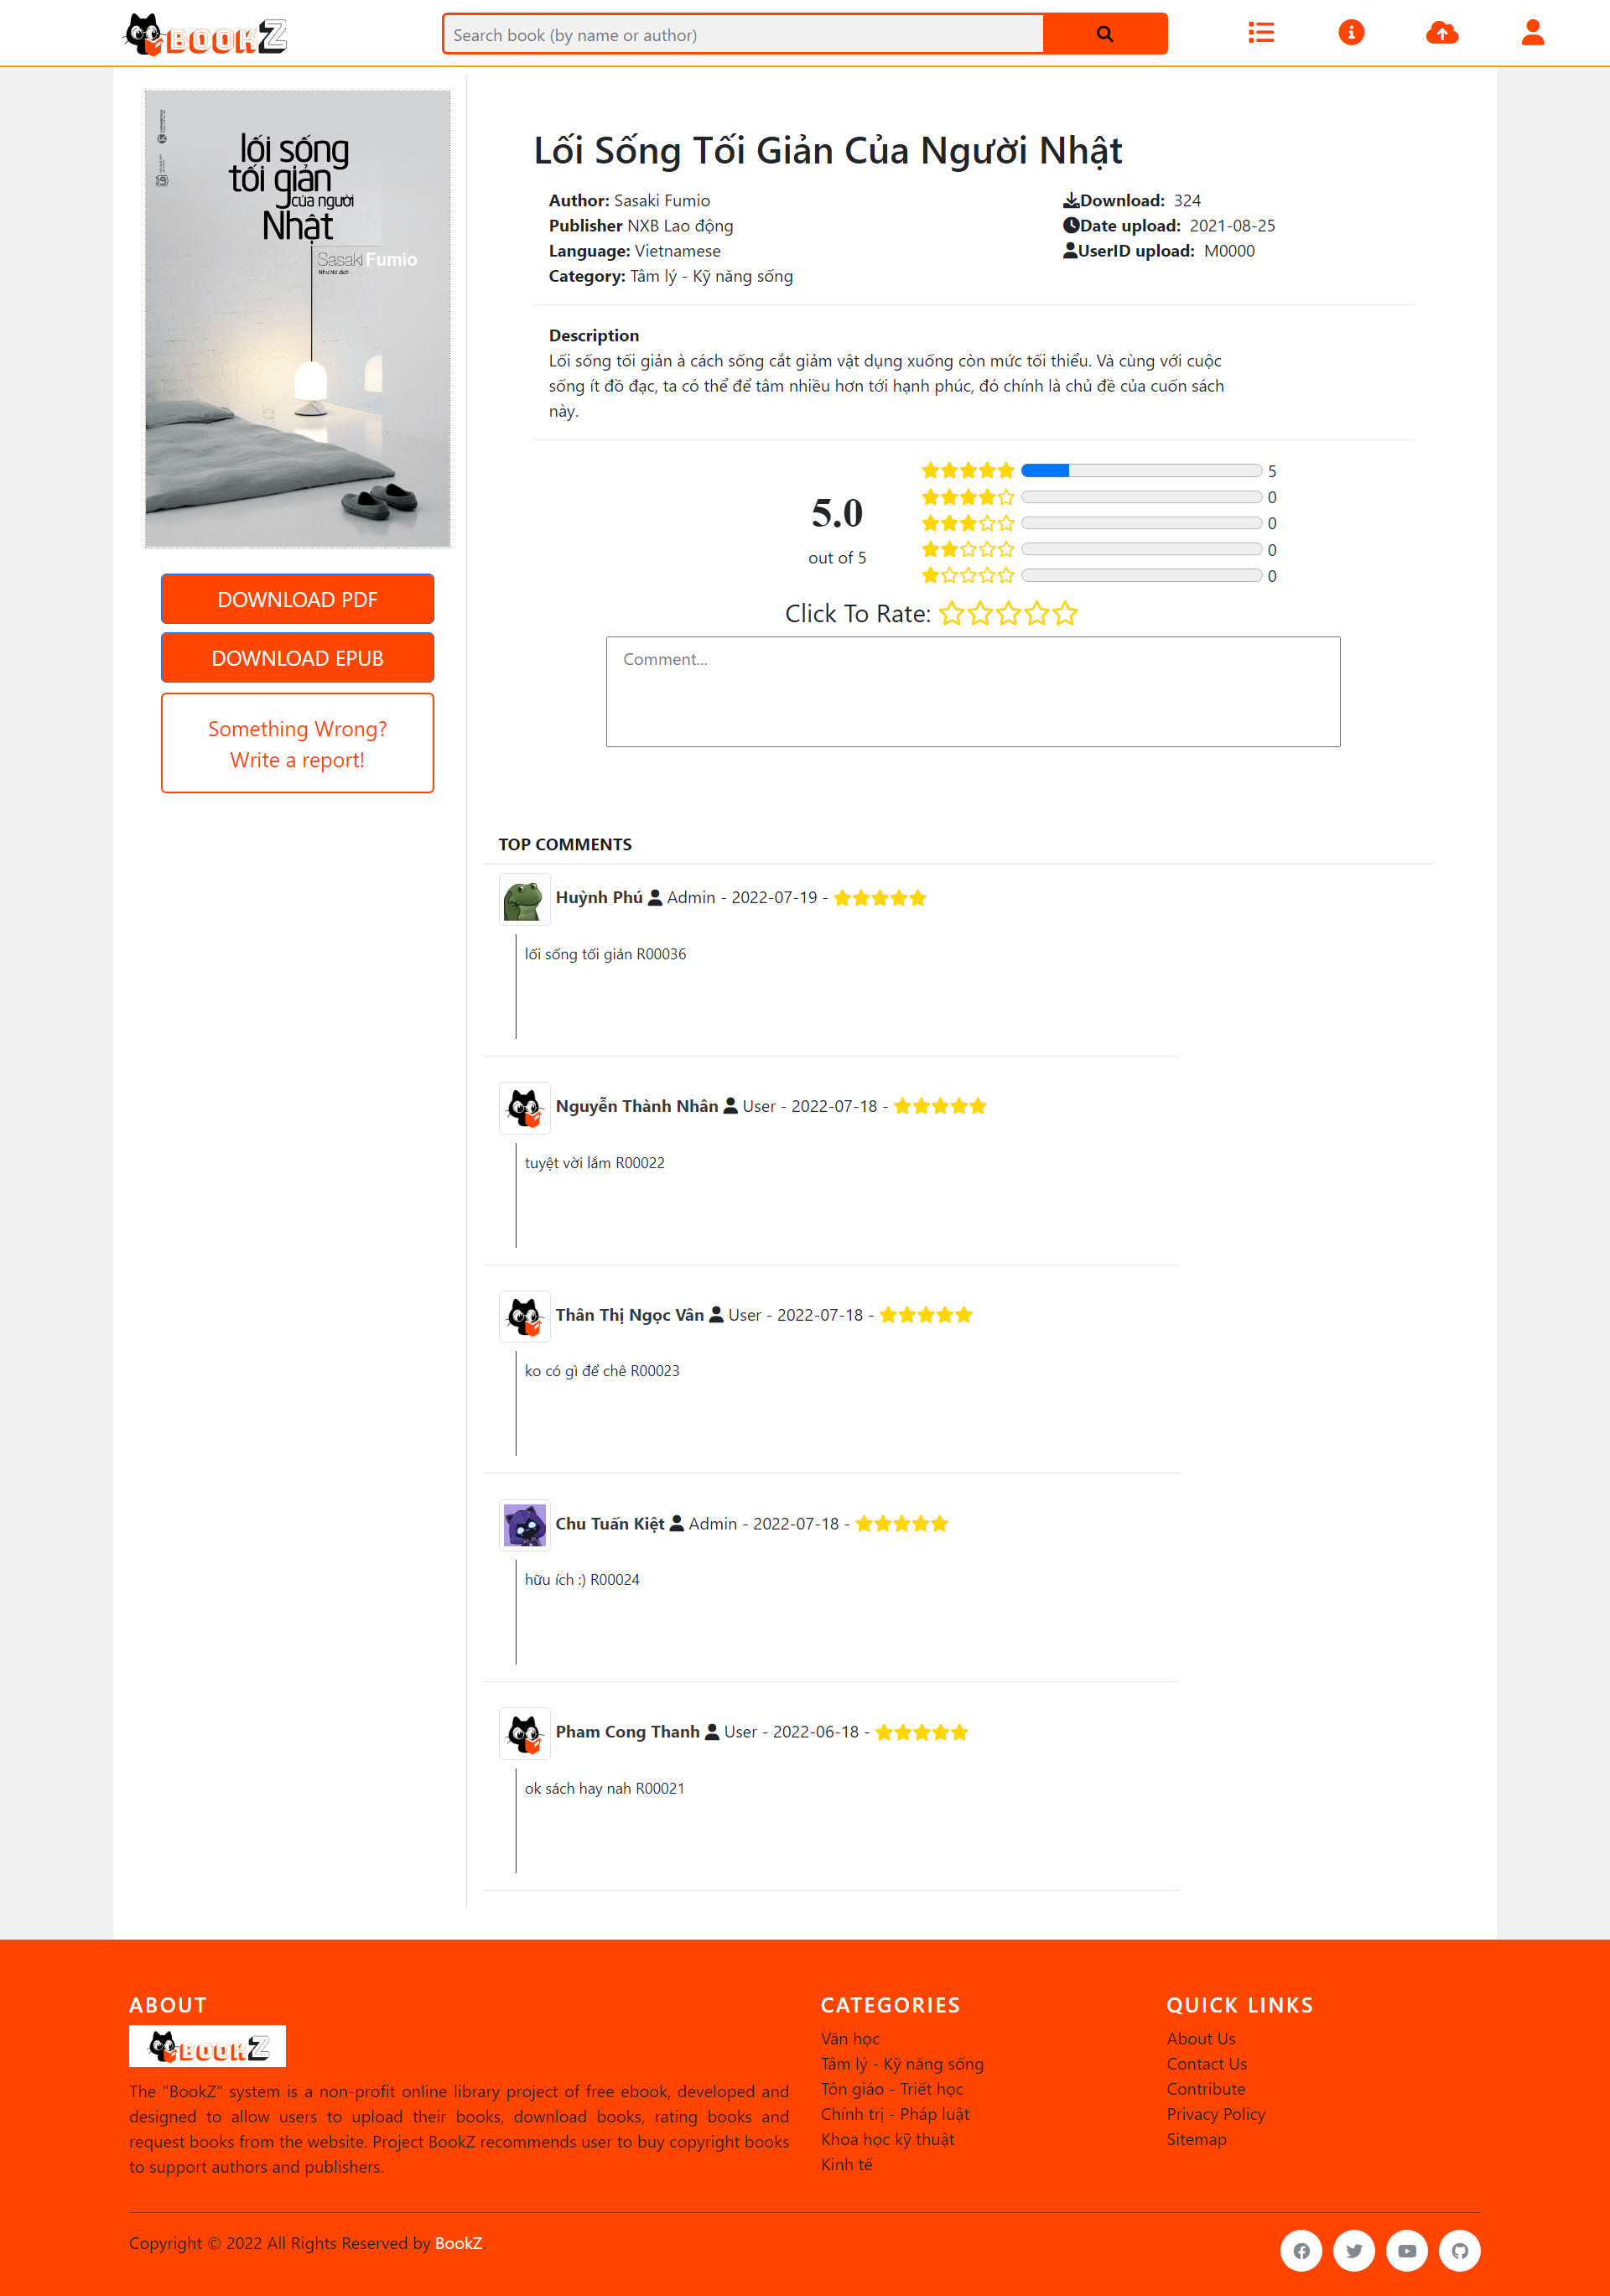 BOOKZ
Search book (by name or author)
lối sống
tối giản
của người
Nhật
Sasaki Fumio
Như Nữ dịch
DOWNLOAD PDF
DOWNLOAD EPUB
Something Wrong?
Write a report!
Lối Sống Tối Giản Của Người Nhật
Author: Sasaki Fumio
Publisher NXB Lao động
Language: Vietnamese
Category: Tâm lý - Kỹ năng sống
Download: 324
Date upload: 2021-08-25
UserID upload: M0000
Description
Lối sống tối giản à cách sống cắt giảm vật dụng xuống còn mức tối thiểu. Và cùng với cuộc
sống ít đồ đạc, ta có thể để tâm nhiều hơn tới hạnh phúc, đó chính là chủ đề của cuốn sách
này.
5.0
out of 5
5
0
0
0
0
Click To Rate:
Comment...
TOP COMMENTS
Huỳnh Phú Admin - 2022-07-19 -
lối sống tối giản R00036
Nguyễn Thành Nhân User - 2022-07-18 -
tuyệt vời lắm R00022
Thân Thị Ngọc Vân User - 2022-07-18 -
ko có gì để chê R00023
Chu Tuấn Kiệt Admin - 2022-07-18 -
hữu ích :) R00024
Pham Cong Thanh User - 2022-06-18 -
ok sách hay nah R00021
ABOUT
BOOKZ
The "BookZ" system is a non-profit online library project of free ebook, developed and
designed to allow users to upload their books, download books, rating books and
request books from the website. Project BookZ recommends user to buy copyright books
to support authors and publishers.
CATEGORIES
Văn học
Tâm lý - Kỹ năng sống
Tôn giáo - Triết học
Chính trị - Pháp luật
Khoa học kỹ thuật
Kinh tế
QUICK LINKS
About Us
Contact Us
Contribute
Privacy Policy
Sitemap
Copyright © 2022 All Rights Reserved by BookZ.